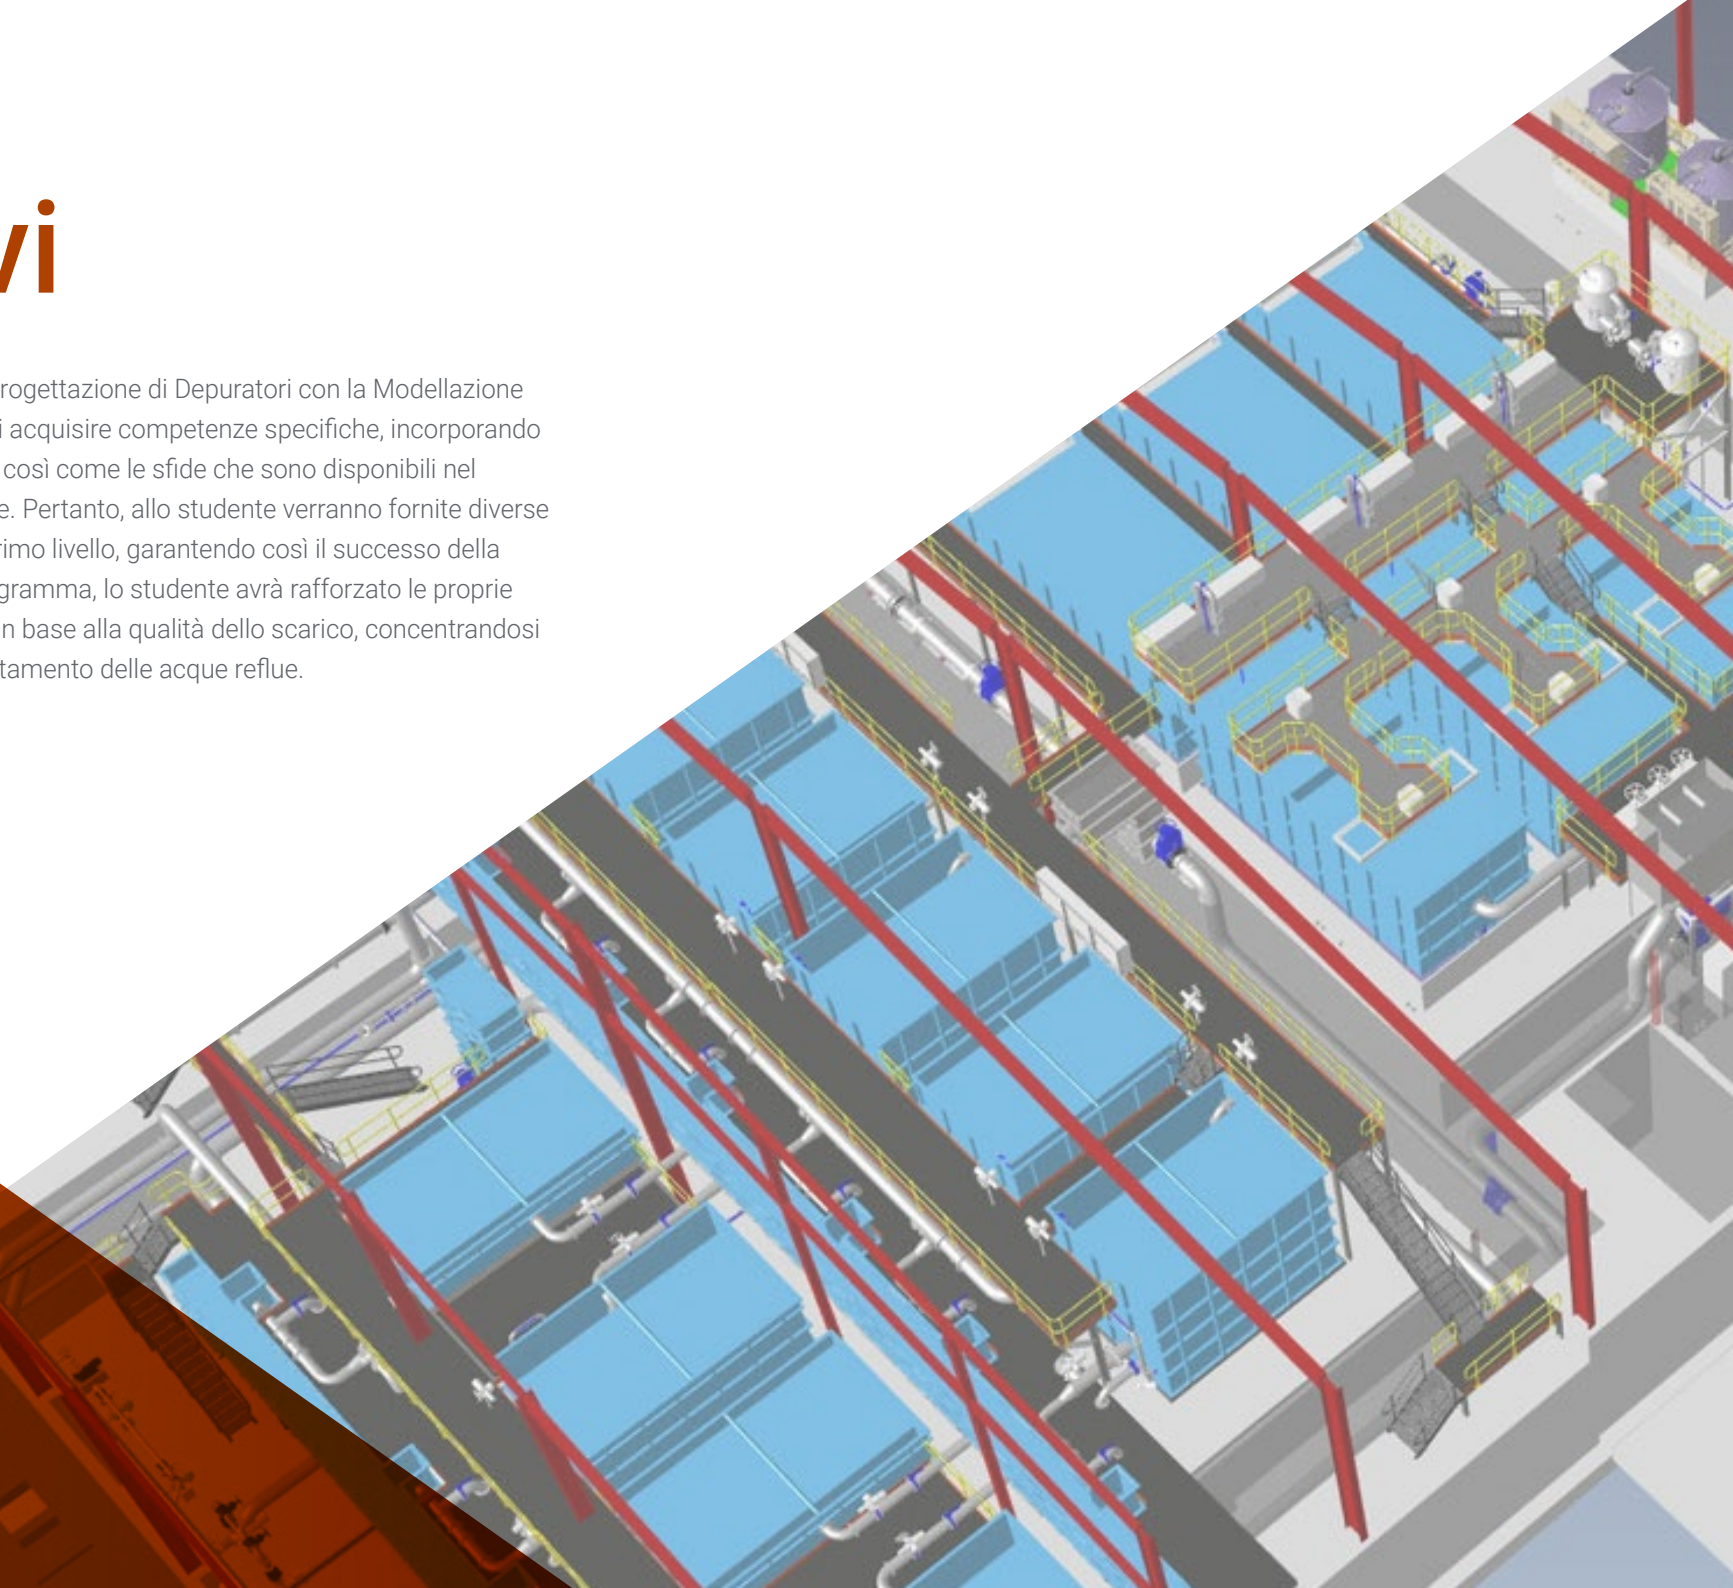 vi
rogettazione di Depuratori con la Modellazione
i acquisire competenze specifiche, incorporando
così come le sfide che sono disponibili nel
e. Pertanto, allo studente verranno fornite diverse
rimo livello, garantendo così il successo della
gramma, lo studente avrà rafforzato le proprie
n base alla qualità dello scarico, concentrandosi
ttamento delle acque reflue.